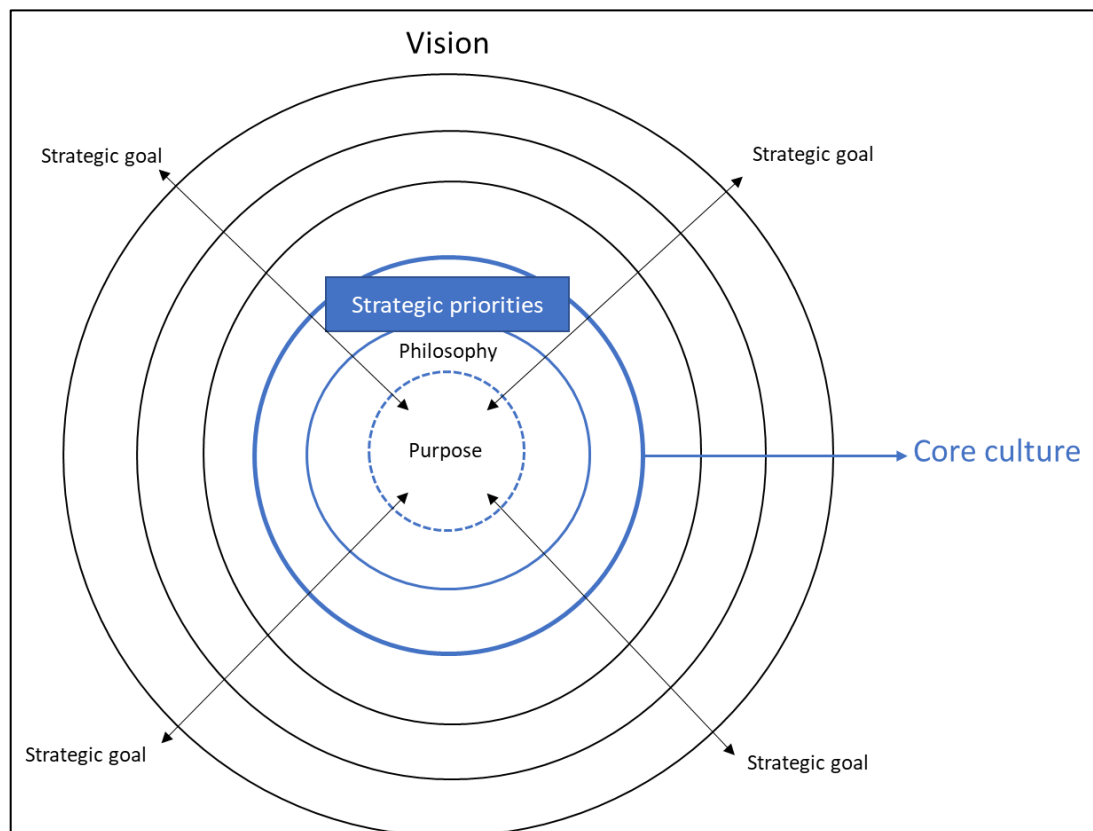 Vision
Strategic goal
Strategic goal
Strategic priorities
Philosophy
Purpose
Core culture
Strategic goal
Strategic goal